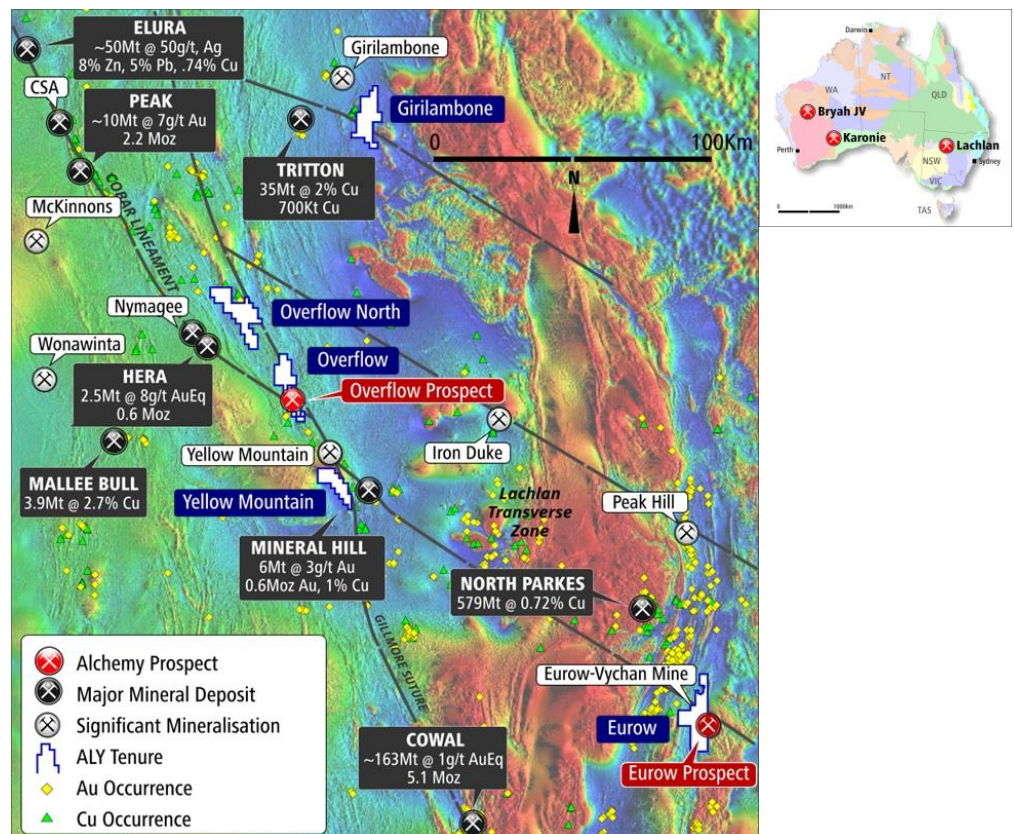 ELURA
~50Mt @ 50g/t, Ag
8% Zn, 5% Pb, .74% Cu
Girilambone
CSA
PEAK
~10Mt @ 7g/t Au
2.2 Moz
Girilambone
0
100Km
N
TRITTON
35Mt @ 2% Cu
700Kt Cu
McKinnons
COBAR LINEAMENT
Overflow North
Nymagee
Wonawinta
Overflow
HERA
2.5Mt @ 8g/t AuEq
0.6 Moz
Overflow Prospect
Yellow Mountain
Iron Duke
MALLEE BULL
3.9Mt @ 2.7% Cu
Yellow Mountain
Lachlan
Transverse
Zone
Peak Hill
MINERAL HILL
6Mt @ 3g/t Au
0.6Moz Au, 1% Cu
NORTH PARKES
579Mt @ 0.72% Cu
GILLMORE SUTURE
Eurow-Vychan Mine
Eurow
COWAL
~163Mt @ 1g/t AuEq
5.1 Moz
Eurow Prospect
Alchemy Prospect
Major Mineral Deposit
Significant Mineralisation
ALY Tenure
Au Occurrence
Cu Occurrence
Darwin
NT
WA
QLD
Bryah JV
Karonie
Lachlan
Perth
NSW
Sydney
VIC
TAS
0
1000km